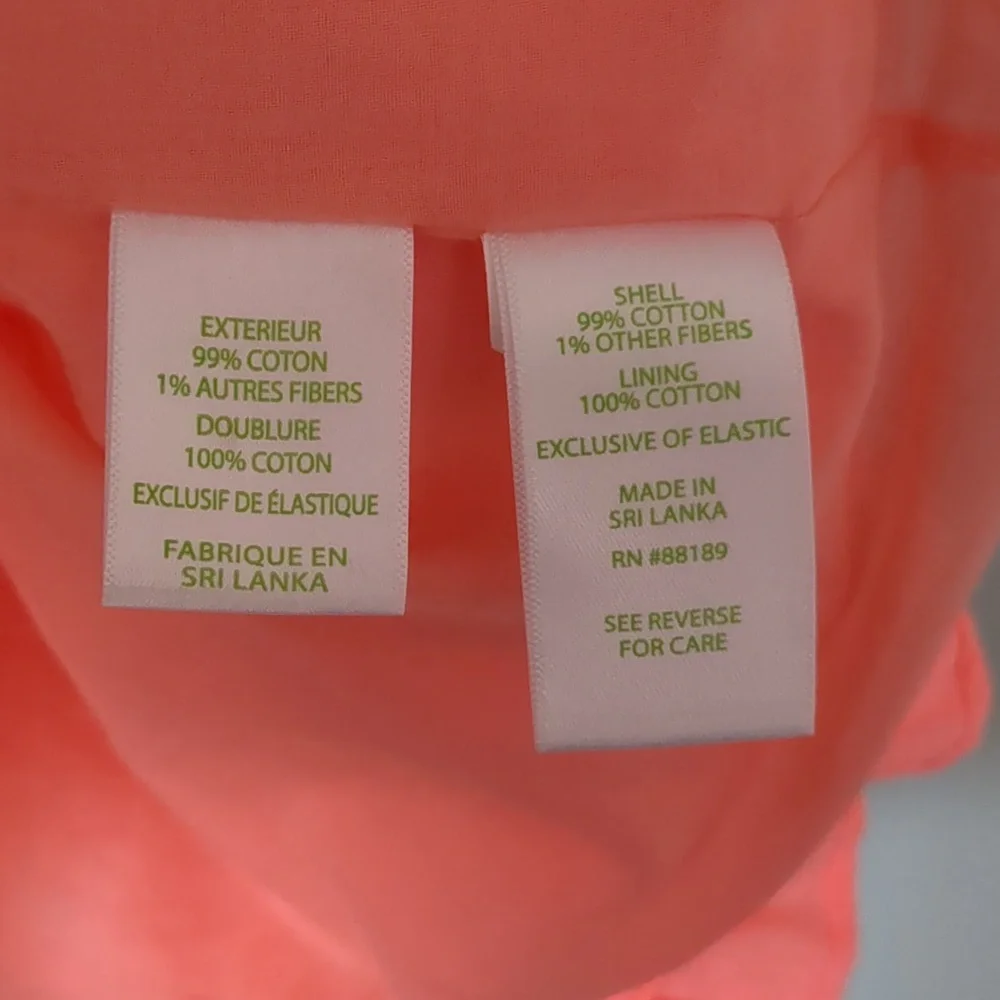 EXTERIEUR
99% COTON
1% AUTRES FIBERS
DOUBLURE
100% COTON
EXCLUSIF DE ÉLASTIQUE
FABRIQUE EN
SRI LANKA
SHELL
99% COTTON
1% OTHER FIBERS
LINING
100% COTTON
EXCLUSIVE OF ELASTIC
MADE IN
SRI LANKA
RN #88189
SEE REVERSE
FOR CARE